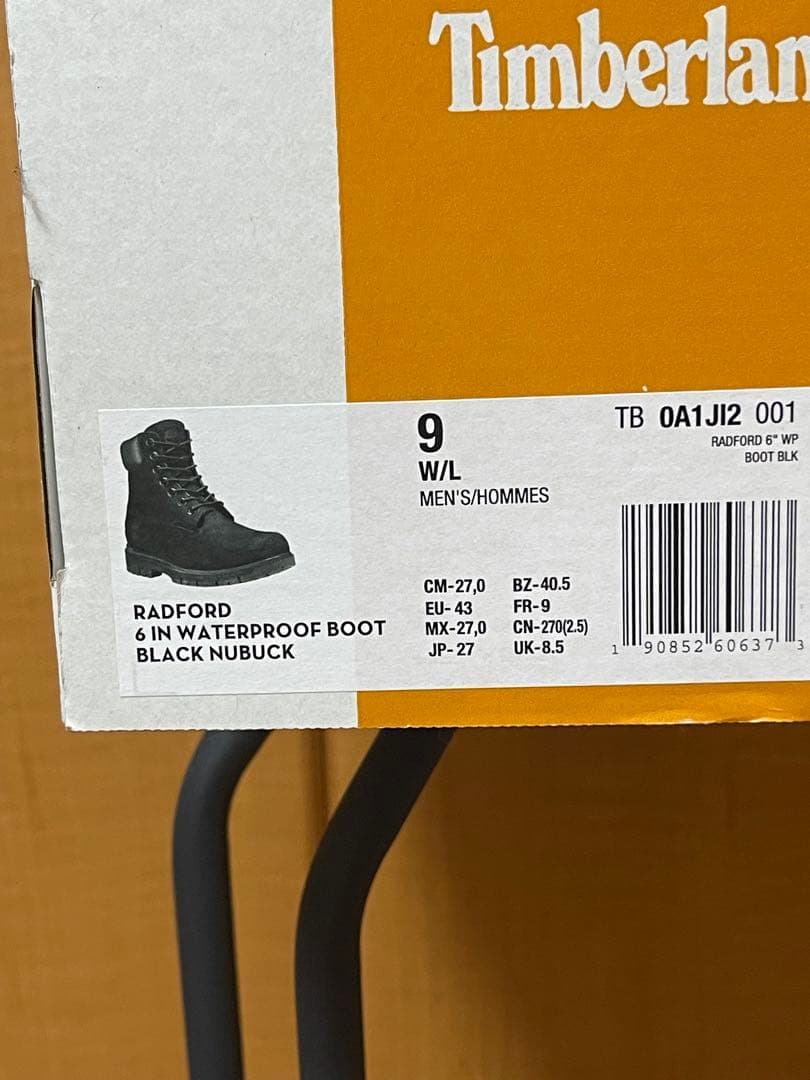 Timberlan
9
W/L
MEN'S/HOMMES
TB 0A1JI2 001
RADFORD 6" WP
BOOT BLK
RADFORD
6 IN WATERPROOF BOOT
BLACK NUBUCK
CM-27,0 BZ-40.5
EU- 43 FR-9
MX-27,0 CN-270(2.5)
JP- 27 UK-8.5
1 90852 60637 3